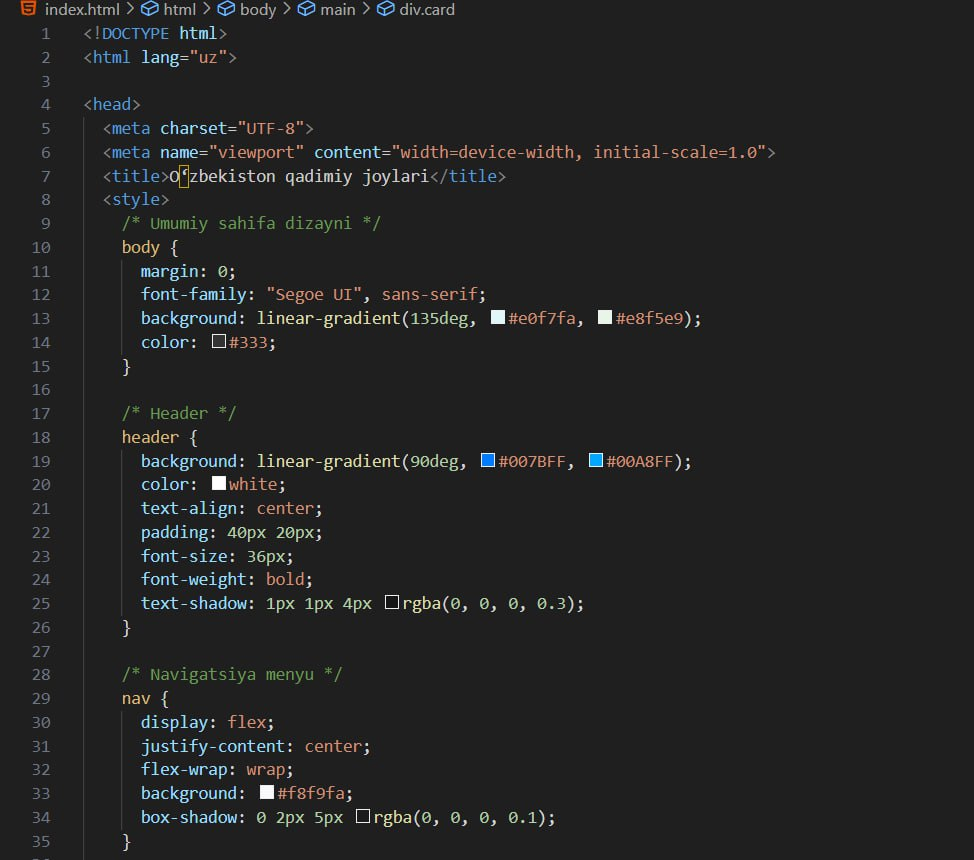 index.html > html > body > main > div.card
1 <!DOCTYPE html>
2 <html lang="uz">
3
4 <head>
5 <meta charset="UTF-8">
6 <meta name="viewport" content="width=device-width, initial-scale=1.0">
7 <title>O‘zbekiston qadimiy joylari</title>
8 <style>
9 /* Umumiy sahifa dizayni */
10 body {
11 margin: 0;
12 font-family: "Segoe UI", sans-serif;
13 background: linear-gradient(135deg, #e0f7fa, #e8f5e9);
14 color: #333;
15 }
16
17 /* Header */
18 header {
19 background: linear-gradient(90deg, #007BFF, #00A8FF);
20 color: white;
21 text-align: center;
22 padding: 40px 20px;
23 font-size: 36px;
24 font-weight: bold;
25 text-shadow: 1px 1px 4px rgba(0, 0, 0, 0.3);
26 }
27
28 /* Navigatsiya menyu */
29 nav {
30 display: flex;
31 justify-content: center;
32 flex-wrap: wrap;
33 background: #f8f9fa;
34 box-shadow: 0 2px 5px rgba(0, 0, 0, 0.1);
35 }